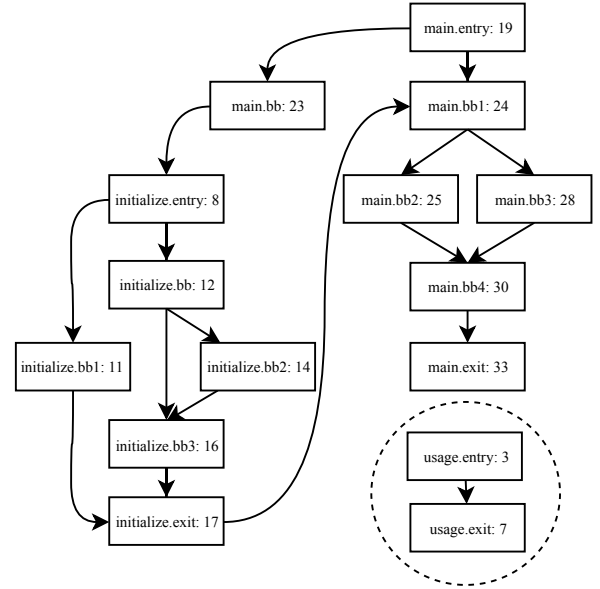 main.entry: 19
main.bb: 23
main.bb1: 24
initialize.entry: 8
main.bb2: 25
main.bb3: 28
initialize.bb: 12
main.bb4: 30
initialize.bb1: 11
initialize.bb2: 14
main.exit: 33
initialize.bb3: 16
usage.entry: 3
initialize.exit: 17
usage.exit: 7